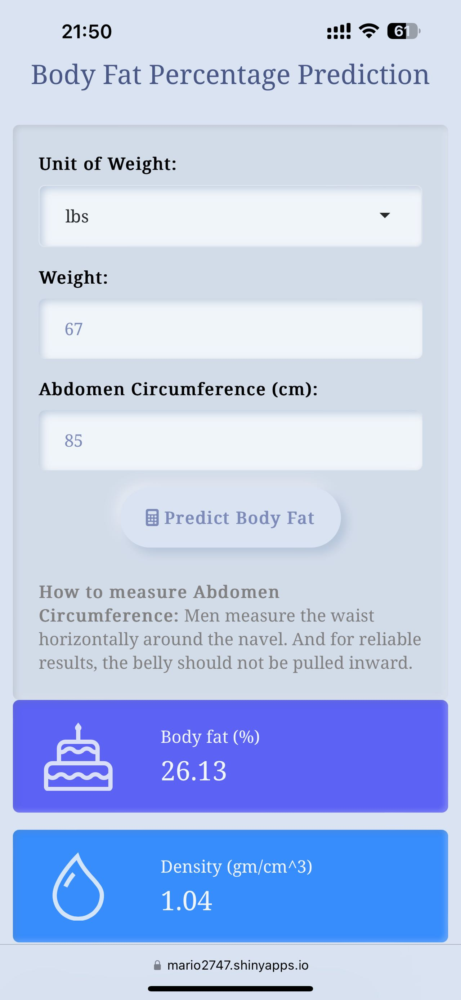 21:50
61
Body Fat Percentage Prediction
Unit of Weight:
lbs
Weight:
67
Abdomen Circumference (cm):
85
Predict Body Fat
How to measure Abdomen
Circumference: Men measure the waist
horizontally around the navel. And for reliable
results, the belly should not be pulled inward.
Body fat (%)
26.13
Density (gm/cm^3)
1.04
mario2747.shinyapps.io